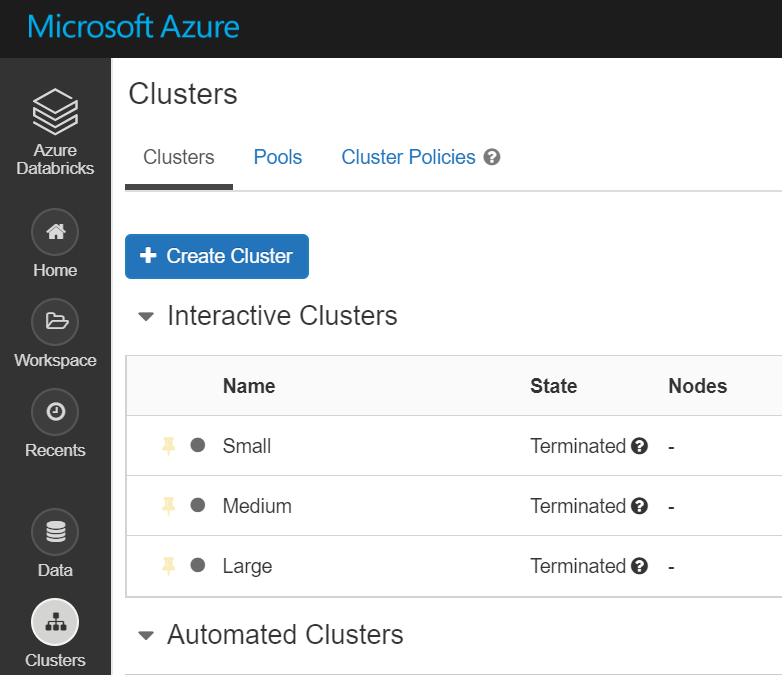 Microsoft Azure
Azure
Databricks
Home
Workspace
Recents
Data
Clusters
Clusters
Clusters Pools Cluster Policies ?
+ Create Cluster
Interactive Clusters
Name State Nodes
Small Terminated ? -
Medium Terminated ? -
Large Terminated ? -
Automated Clusters